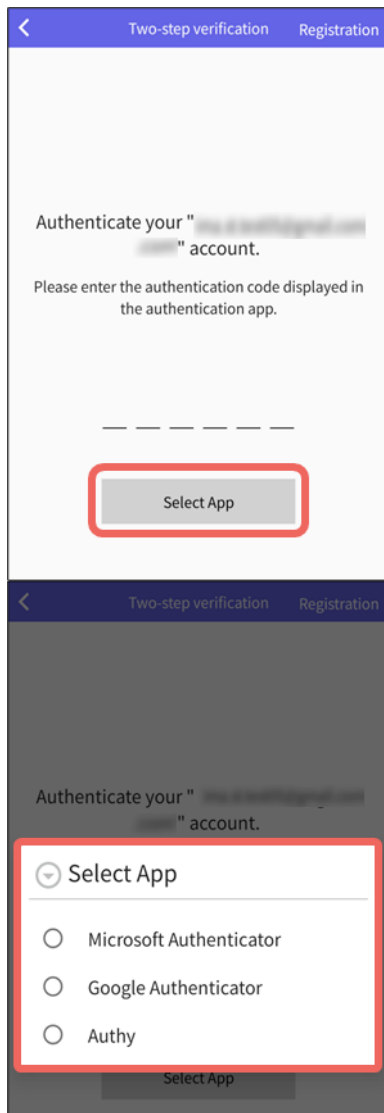 Two-step verification Registration
Authenticate your "
" account.
Please enter the authentication code displayed in
the authentication app.
Select App
Two-step verification Registration
Authenticate your "
" account.
Select App
Microsoft Authenticator
Google Authenticator
Authy
Select App